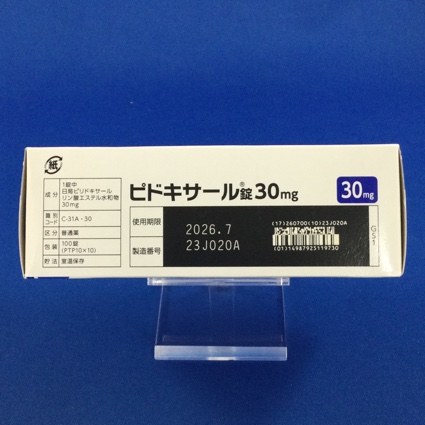 紙
成分
1錠中
日局ピリドキサール
リン酸エステル水和物
30mg
識別
コード
C-31A・30
区分
普通薬
包装
100錠
(PTP10×10)
貯法
室温保存
ピドキサール®錠30mg
30mg
使用期限
2026.7
製造番号
23J020A
(17)260700(10)23J020A
(01)14987925119730
G51